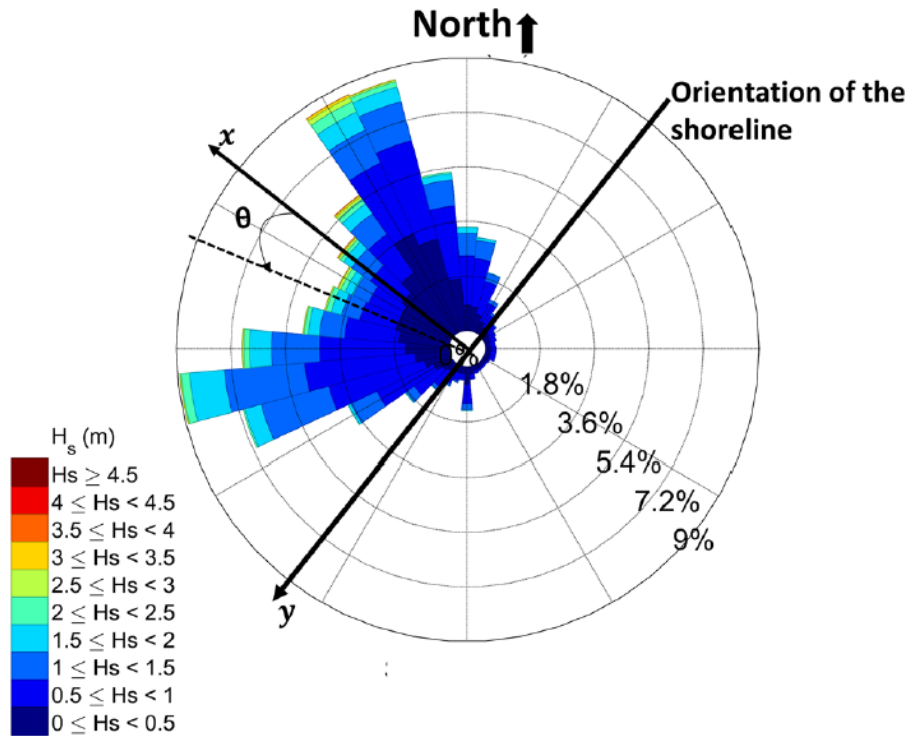 North
Orientation of the
shoreline
x
θ
0%
1.8%
3.6%
5.4%
7.2%
9%
y
H_s (m)
Hs ≥ 4.5
4 ≤ Hs < 4.5
3.5 ≤ Hs < 4
3 ≤ Hs < 3.5
2.5 ≤ Hs < 3
2 ≤ Hs < 2.5
1.5 ≤ Hs < 2
1 ≤ Hs < 1.5
0.5 ≤ Hs < 1
0 ≤ Hs < 0.5